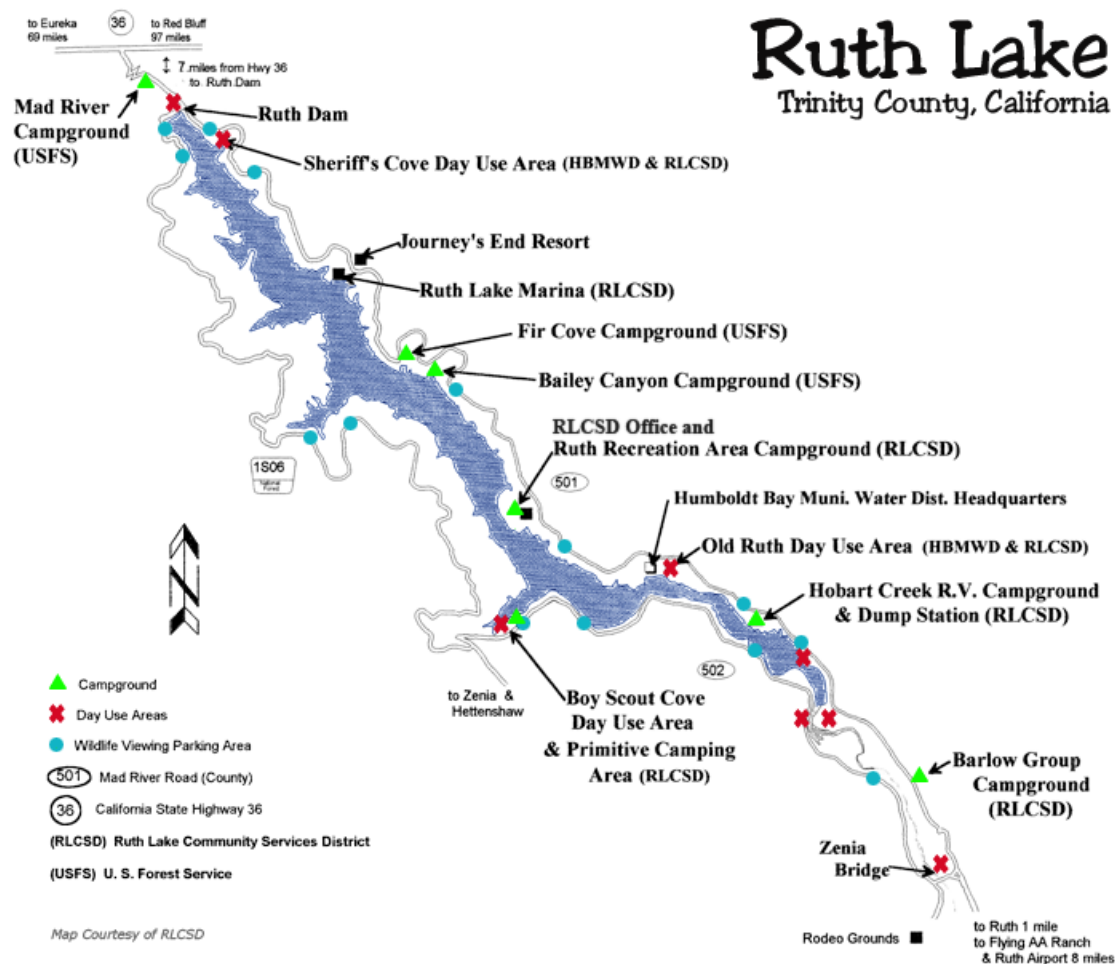 Ruth Lake
Trinity County, California
to Eureka
69 miles
36
to Red Bluff
97 miles
7 miles from Hwy 36
to Ruth Dam
Mad River
Campground
(USFS)
Ruth Dam
Sheriff's Cove Day Use Area (HBMWD & RLCSD)
Journey's End Resort
Ruth Lake Marina (RLCSD)
Fir Cove Campground (USFS)
Bailey Canyon Campground (USFS)
RLCSD Office and
Ruth Recreation Area Campground (RLCSD)
1S06
National
Forest
501
Humboldt Bay Muni. Water Dist. Headquarters
Old Ruth Day Use Area (HBMWD & RLCSD)
N
Hobart Creek R.V. Campground
& Dump Station (RLCSD)
502
to Zenia &
Hettenshaw
Boy Scout Cove
Day Use Area
& Primitive Camping
Area (RLCSD)
Barlow Group
Campground
(RLCSD)
Zenia
Bridge
Campground
Day Use Areas
Wildlife Viewing Parking Area
501 Mad River Road (County)
36 California State Highway 36
(RLCSD) Ruth Lake Community Services District
(USFS) U. S. Forest Service
Map Courtesy of RLCSD
Rodeo Grounds
to Ruth 1 mile
to Flying AA Ranch
& Ruth Airport 8 miles